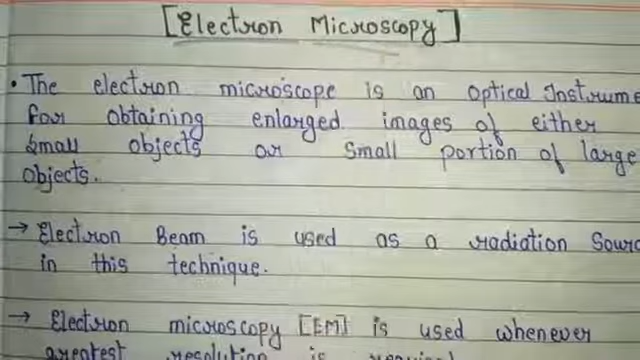 [Electron Microscopy]
• The electron microscope is an optical Instrume
for obtaining enlarged images of either
small objects or small portion of large
objects.
→ Electron Beam is used as a radiation Sourc
in this technique.
→ Electron microscopy [EM] is used whenever
greatest resolution is required